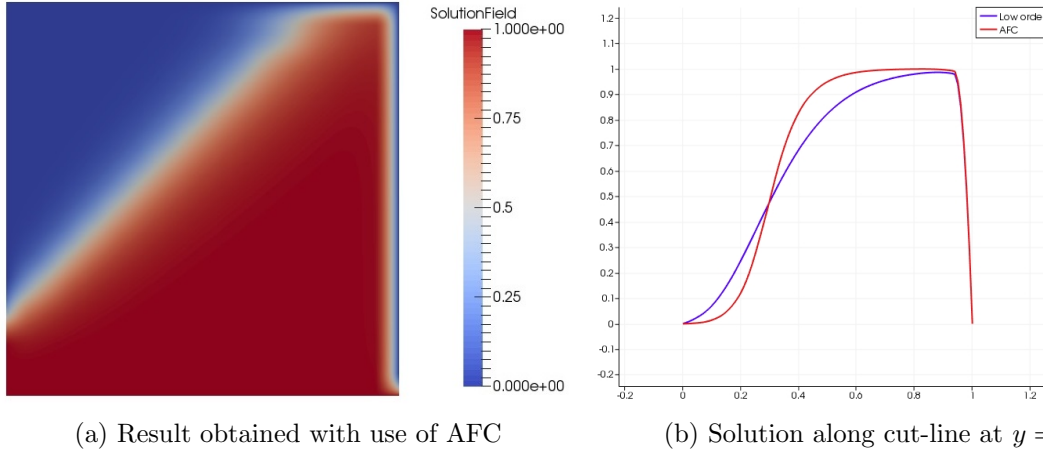 SolutionField
1.000e+00
0.75
0.5
0.25
0.000e+00
Low orde
AFC
1.2
1.1
1
0.9
0.8
0.7
0.6
0.5
0.4
0.3
0.2
0.1
0
-0.1
-0.2
-0.2 0 0.2 0.4 0.6 0.8 1 1.2
(a) Result obtained with use of AFC
(b) Solution along cut-line at y =